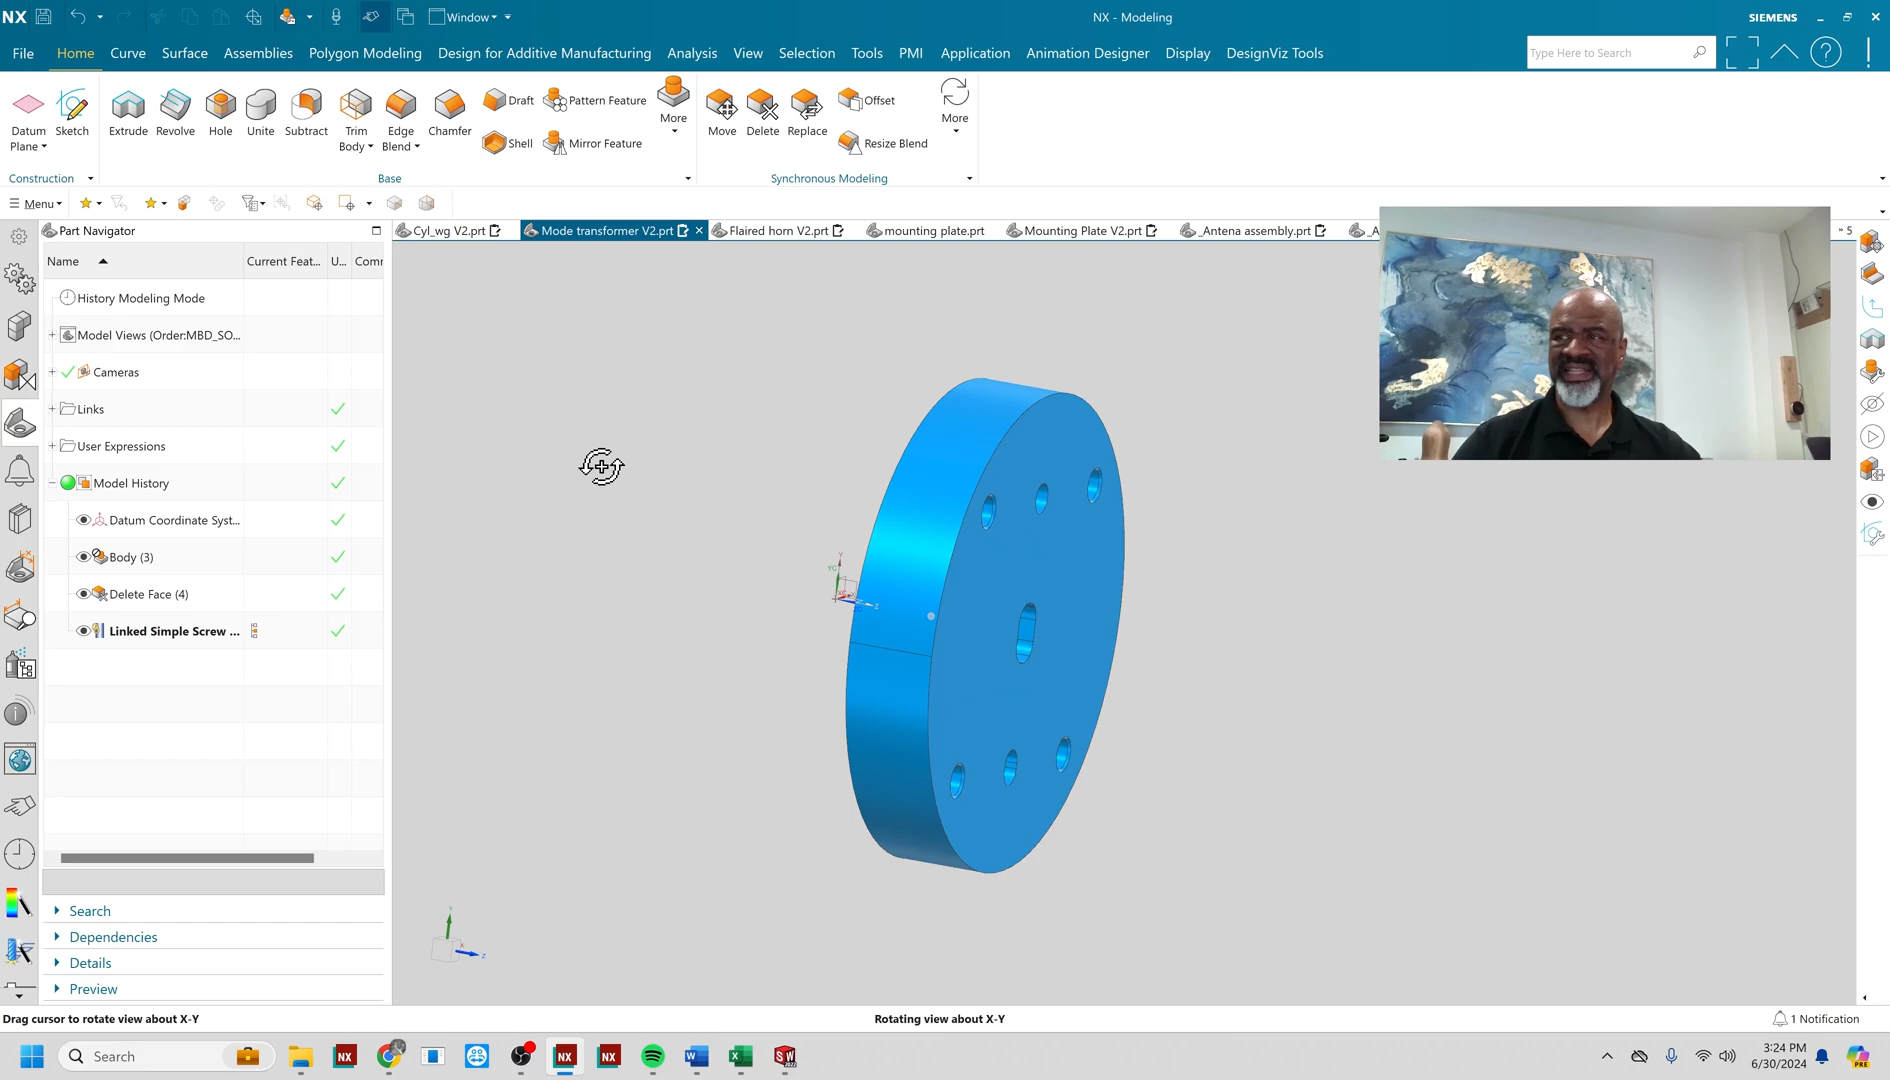 NX
Window
NX - Modeling
SIEMENS
File
Home
Curve
Surface
Assemblies
Polygon Modeling
Design for Additive Manufacturing
Analysis
View
Selection
Tools
PMI
Application
Animation Designer
Display
DesignViz Tools
Type Here to Search
Datum
Plane
Sketch
Extrude
Revolve
Hole
Unite
Subtract
Trim
Body
Edge
Blend
Chamfer
Draft
Shell
Pattern Feature
Mirror Feature
More
Move
Delete
Replace
Offset
Resize Blend
More
Construction
Base
Synchronous Modeling
Menu
Part Navigator
Cyl_wg V2.prt
Mode transformer V2.prt
Flaired horn V2.prt
mounting plate.prt
Mounting Plate V2.prt
_Antena assembly.prt
_A
» 5
Name
Current Feat...
U...
Comr
History Modeling Mode
Model Views (Order:MBD_SO...
Cameras
Links
User Expressions
Model History
Datum Coordinate Syst...
Body (3)
Delete Face (4)
Linked Simple Screw ...
Y
YC
Z
Y
X
Z
Search
Dependencies
Details
Preview
Drag cursor to rotate view about X-Y
Rotating view about X-Y
1 Notification
Search
NX
NX
NX
3:24 PM
6/30/2024
PRE